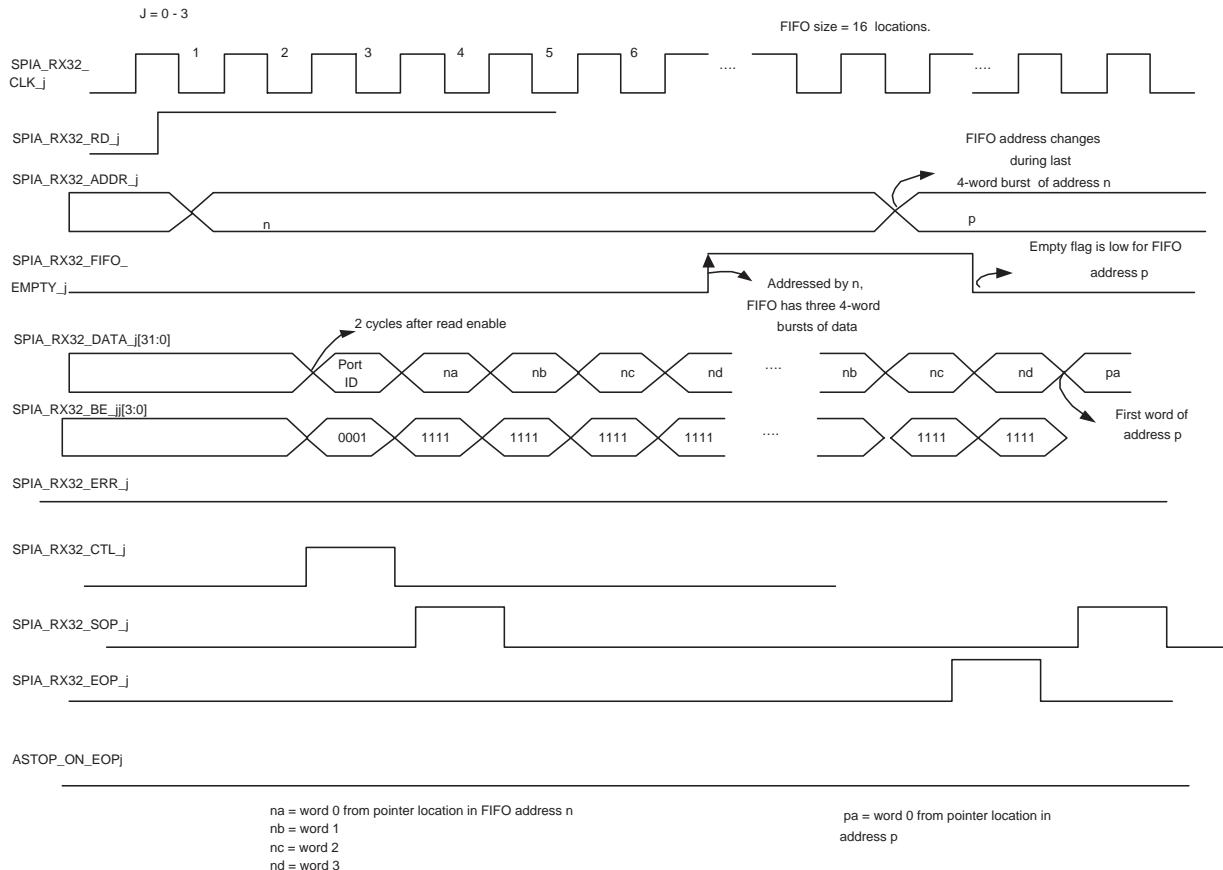 J = 0 - 3
FIFO size = 16 locations.
1 2 3 4 5 6
SPIA_RX32_
CLK_j
.... ....
SPIA_RX32_RD_j
FIFO address changes
during last
4-word burst of address n
SPIA_RX32_ADDR_j
n
p
SPIA_RX32_FIFO_
EMPTY_j
Empty flag is low for FIFO
address p
Addressed by n,
FIFO has three 4-word
bursts of data
2 cycles after read enable
SPIA_RX32_DATA_j[31:0]
Port
ID
na nb nc nd .... nb nc nd pa
SPIA_RX32_BE_jj[3:0]
0001 1111 1111 1111 1111 .... 1111 1111
First word of
address p
SPIA_RX32_ERR_j
SPIA_RX32_CTL_j
SPIA_RX32_SOP_j
SPIA_RX32_EOP_j
ASTOP_ON_EOPj
na = word 0 from pointer location in FIFO address n
nb = word 1
nc = word 2
nd = word 3
pa = word 0 from pointer location in
address p